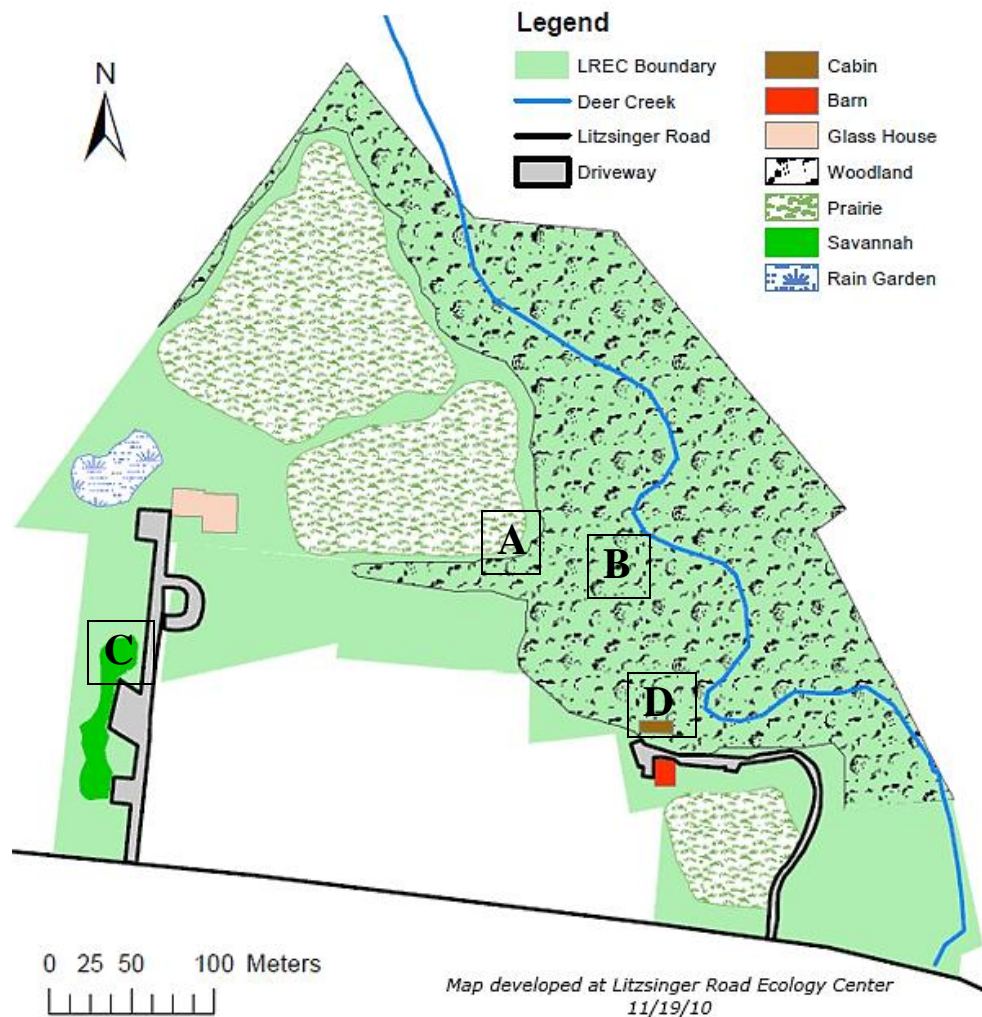 Legend
LREC Boundary
Deer Creek
Litzsinger Road
Driveway
Cabin
Barn
Glass House
Woodland
Prairie
Savannah
Rain Garden
N
A
B
C
D
0 25 50 100 Meters
Map developed at Litzsinger Road Ecology Center
11/19/10